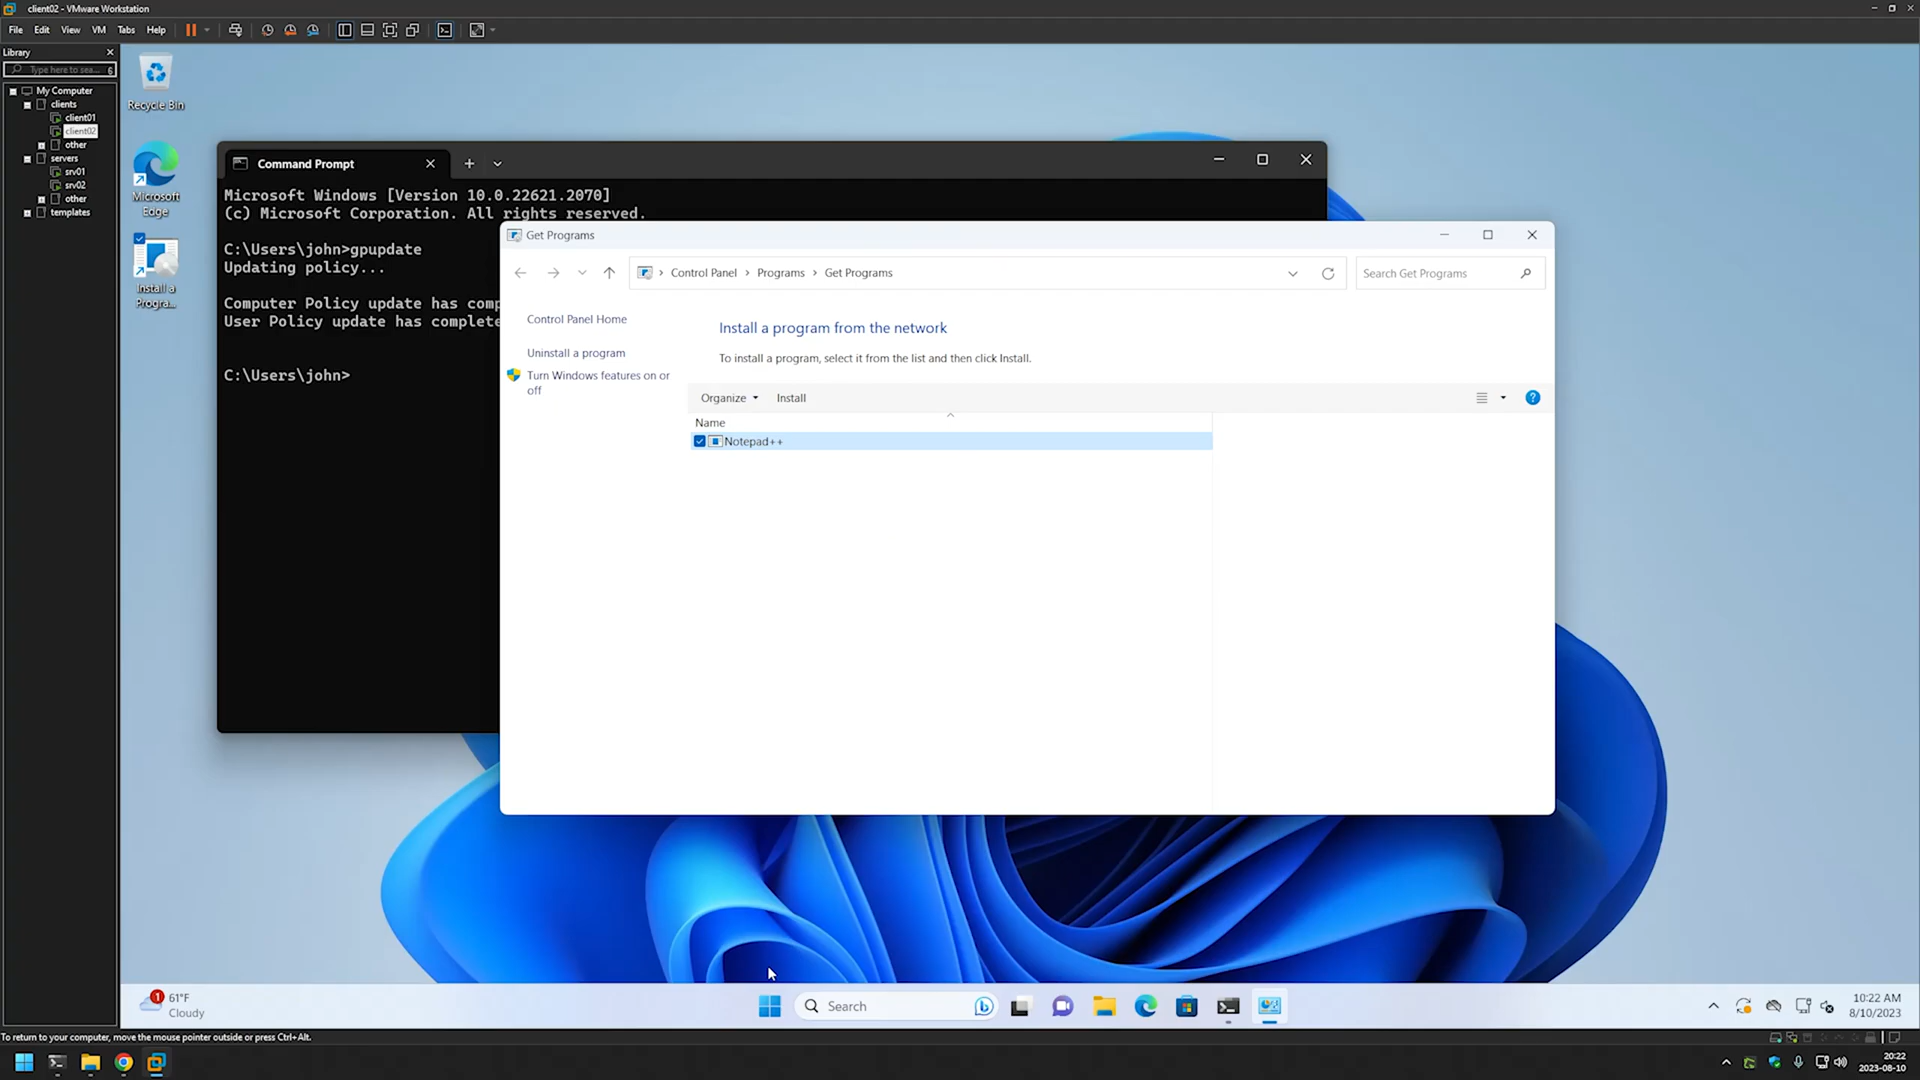 client02 - VMware Workstation
File Edit View VM Tabs Help
Library
Type here to sea...
My Computer
clients
client01
client02
other
servers
srv01
srv02
other
templates
Recycle Bin
Microsoft
Edge
Install a
Progra...
Command Prompt
Microsoft Windows [Version 10.0.22621.2070]
(c) Microsoft Corporation. All rights reserved.
C:\Users\john>gpupdate
Updating policy...
Computer Policy update has comp
User Policy update has complete
C:\Users\john>
Get Programs
Control Panel > Programs > Get Programs
Search Get Programs
Control Panel Home
Uninstall a program
Turn Windows features on or
off
Install a program from the network
To install a program, select it from the list and then click Install.
Organize Install
Name
Notepad++
1
61°F
Cloudy
Search
10:22 AM
8/10/2023
To return to your computer, move the mouse pointer outside or press Ctrl+Alt.
20:22
2023-08-10